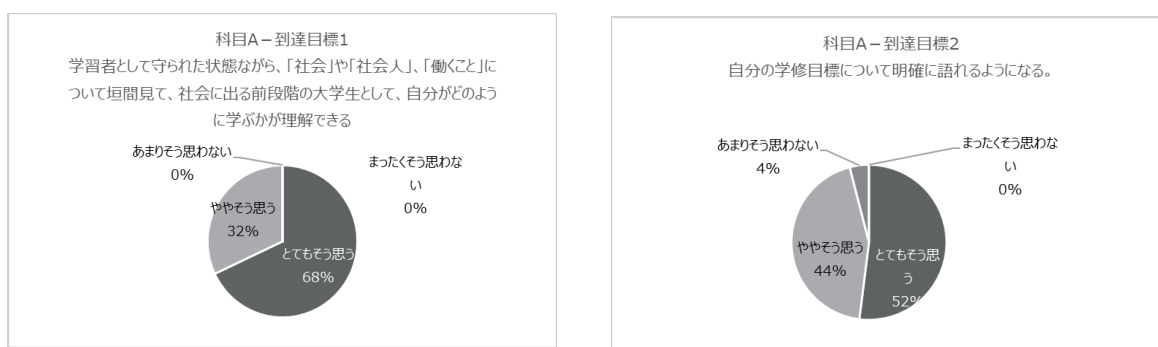 科目A－到達目標1
学習者として守られた状態ながら、「社会」や「社会人」、「働くこと」に
ついて垣間見て、社会に出る前段階の大学生として、自分がどのよう
に学ぶかが理解できる
あまりそう思わない
0%
まったくそう思わな
い
0%
ややそう思う
32%
とてもそう思う
68%
科目A－到達目標2
自分の学修目標について明確に語れるようになる。
あまりそう思わない
4%
まったくそう思わな
い
0%
ややそう思う
44%
とてもそう思
う
52%